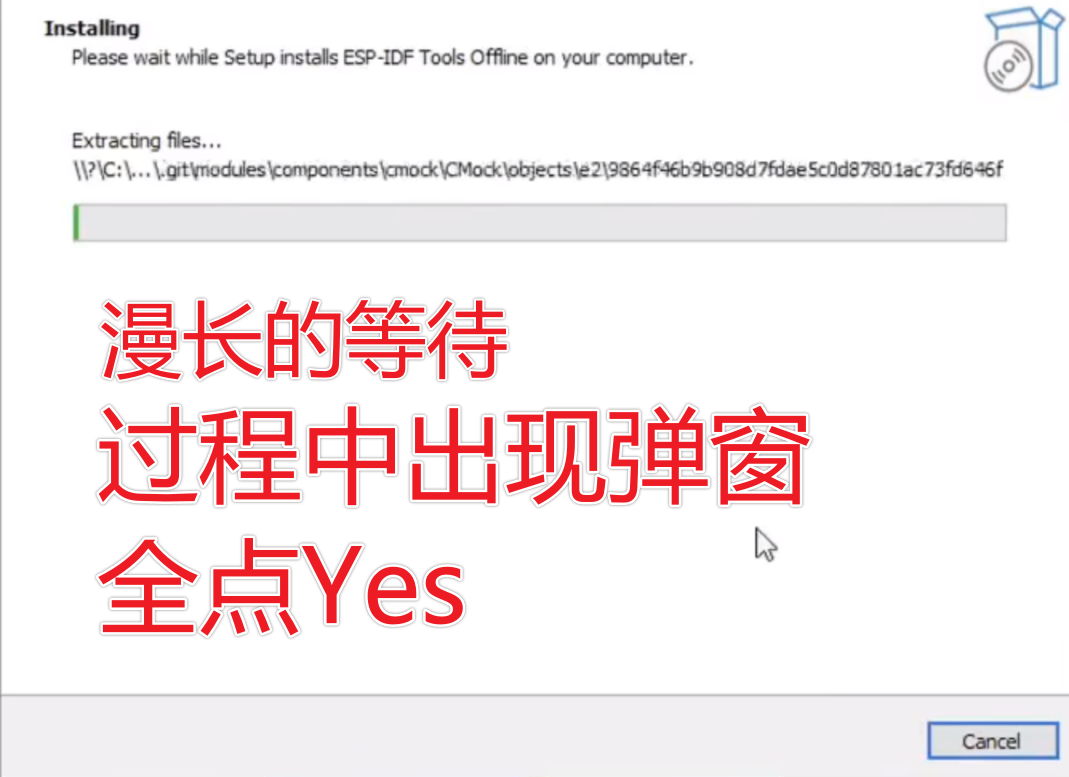 Installing
Please wait while Setup installs ESP-IDF Tools Offline on your computer.
Extracting files...
\\?\C:\...\.git\modules\components\cmock\CMock\objects\e2\9864f46b9b908d7fdae5c0d87801ac73fd646f
漫长的等待
过程中出现弹窗
全点Yes
Cancel